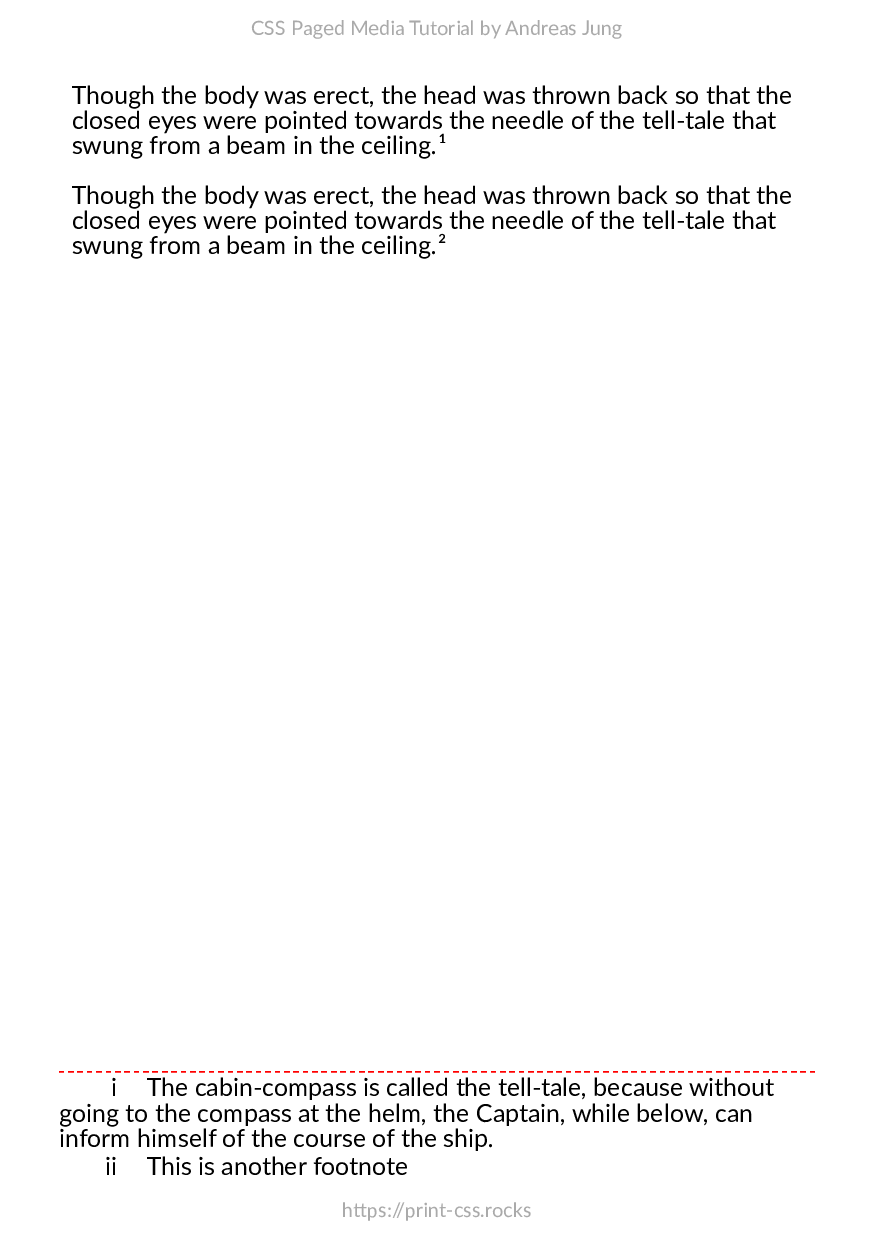 CSS Paged Media Tutorial by Andreas Jung
Though the body was erect, the head was thrown back so that the
closed eyes were pointed towards the needle of the tell-tale that
swung from a beam in the ceiling.¹
Though the body was erect, the head was thrown back so that the
closed eyes were pointed towards the needle of the tell-tale that
swung from a beam in the ceiling.²
i The cabin-compass is called the tell-tale, because without
going to the compass at the helm, the Captain, while below, can
inform himself of the course of the ship.
ii This is another footnote
https://print-css.rocks